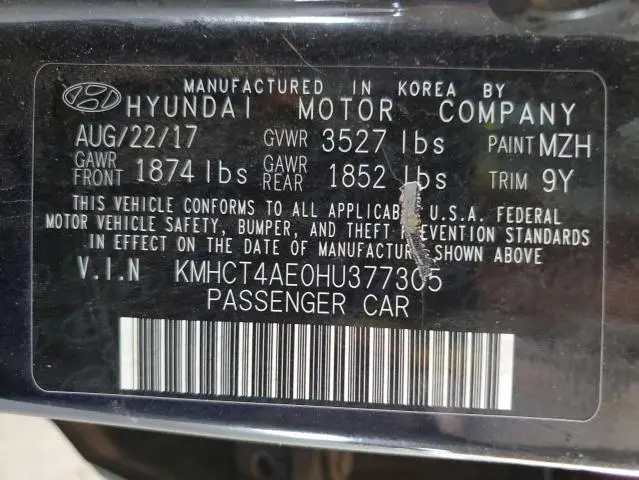 MANUFACTURED IN KOREA BY
HYUNDAI MOTOR COMPANY
AUG/22/17 GVWR 3527 lbs PAINT MZH
GAWR FRONT 1874 lbs GAWR REAR 1852 lbs TRIM 9Y
THIS VEHICLE CONFORMS TO ALL APPLICAB U.S.A. FEDERAL
MOTOR VEHICLE SAFETY, BUMPER, AND THEFT PREVENTION STANDARDS
IN EFFECT ON THE DATE OF MANUFACTURE SHOWN ABOVE
V.I.N KMHCT4AE0HU377305
PASSENGER CAR